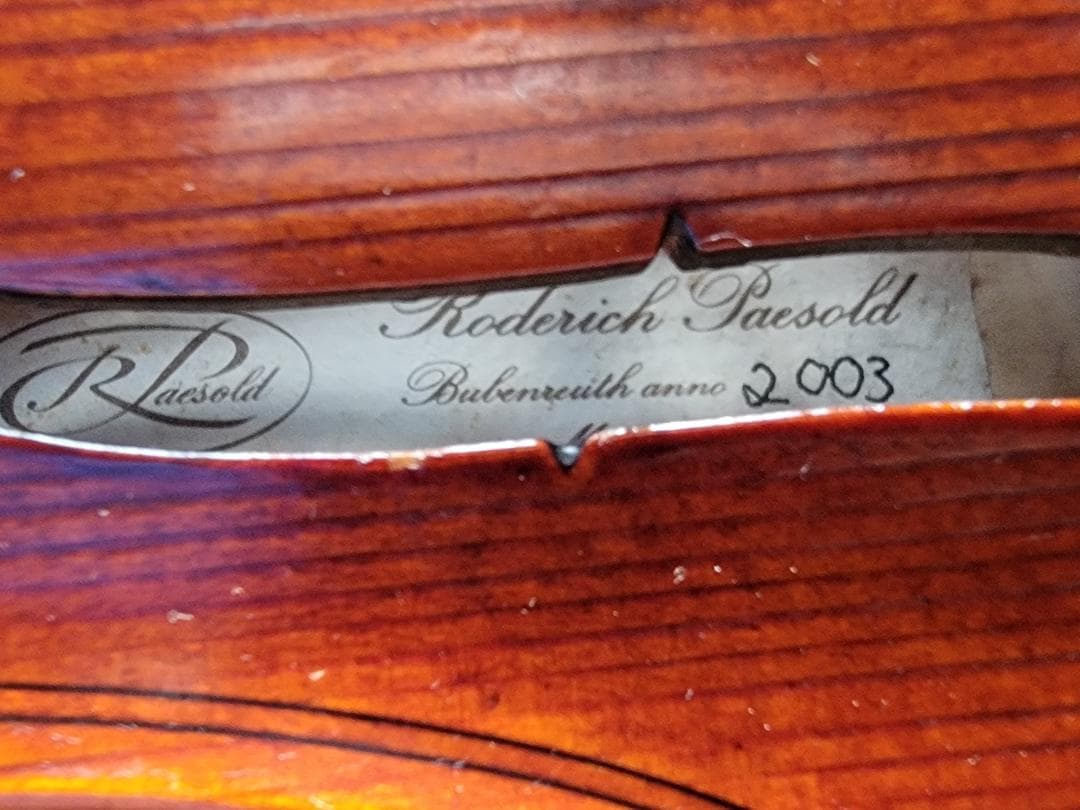 RPaesold
Roderich Paesold
Bubenreuth anno 2003